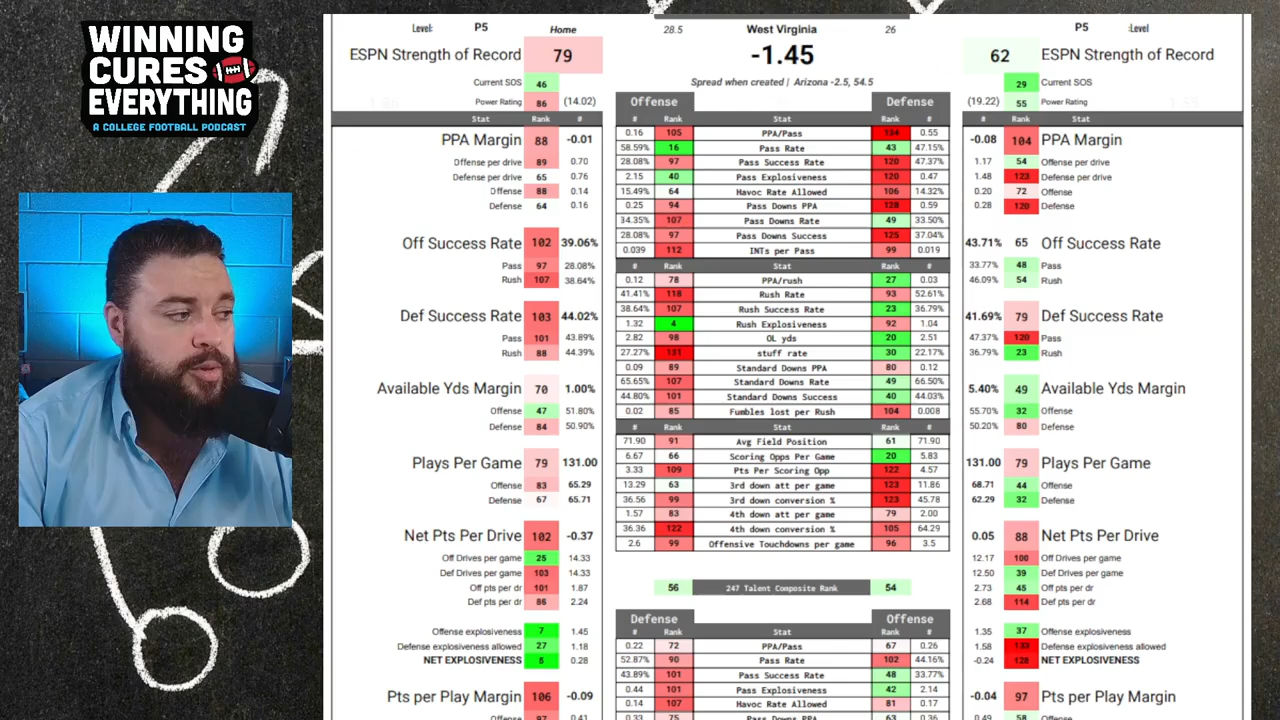 WINNING
CURES
EVERYTHING
A COLLEGE FOOTBALL PODCAST
Level: P5 Home 28.5 West Virginia 26 P5 :Level
ESPN Strength of Record 79 -1.45 62 ESPN Strength of Record
Current SOS 46 Spread when created | Arizona -2.5, 54.5 29 Current SOS
Power Rating 86 (14.02) Offense Defense (19.22) 55 Power Rating
Stat Rank # # Rank Stat Rank # # Rank Stat
PPA Margin 88 -0.01 -0.08 104 PPA Margin
Offense per drive 89 0.70 1.17 54 Offense per drive
Defense per drive 65 0.76 1.48 123 Defense per drive
Offense 88 0.14 0.20 72 Offense
Defense 64 0.16 0.28 120 Defense
Off Success Rate 102 39.06% 43.71% 65 Off Success Rate
Pass 97 28.08% 33.77% 48 Pass
Rush 107 38.64% 46.09% 54 Rush
Def Success Rate 103 44.02% 41.69% 79 Def Success Rate
Pass 101 43.89% 47.37% 120 Pass
Rush 88 44.39% 36.79% 23 Rush
Available Yds Margin 70 1.00% 5.40% 49 Available Yds Margin
Offense 47 51.80% 55.70% 32 Offense
Defense 84 50.90% 50.20% 80 Defense
Plays Per Game 79 131.00 131.00 79 Plays Per Game
Offense 83 65.29 68.71 44 Offense
Defense 67 65.71 62.29 32 Defense
Net Pts Per Drive 102 -0.37 0.05 88 Net Pts Per Drive
Off Drives per game 25 14.33 12.17 100 Off Drives per game
Def Drives per game 103 14.33 12.50 39 Def Drives per game
Off pts per dr 101 1.87 2.73 45 Off pts per dr
Def pts per dr 86 2.24 2.68 114 Def pts per dr
Offense explosiveness 7 1.45 1.35 37 Offense explosiveness
Defense explosiveness allowed 27 1.18 1.58 Defense explosiveness allowed
NET EXPLOSIVENESS 5 0.28 -0.24 128 NET EXPLOSIVENESS
Pts per Play Margin 106 -0.09 -0.04 97 Pts per Play Margin
Offense 97 0.41 0.49 58 Offense
0.16 105 PPA/Pass 134 0.55
58.59% 16 Pass Rate 43 47.15%
28.08% 97 Pass Success Rate 120 47.37%
2.15 40 Pass Explosiveness 120 0.47
15.49% 64 Havoc Rate Allowed 106 14.32%
0.25 94 Pass Downs PPA 128 0.59
34.35% 107 Pass Downs Rate 49 33.50%
28.08% 97 Pass Downs Success 125 37.04%
0.039 112 INTs per Pass 99 0.019
# Rank Stat Rank #
0.12 78 PPA/rush 27 0.03
41.41% 118 Rush Rate 93 52.61%
38.64% 107 Rush Success Rate 23 36.79%
1.32 4 Rush Explosiveness 92 1.04
2.82 98 OL yds 20 2.51
27.27% 131 stuff rate 30 22.17%
0.09 89 Standard Downs PPA 80 0.12
65.65% 107 Standard Downs Rate 49 66.50%
44.80% 101 Standard Downs Success 40 44.03%
0.02 85 Fumbles lost per Rush 104 0.008
# Rank Stat Rank #
71.90 91 Avg Field Position 61 71.90
6.67 66 Scoring Opps Per Game 20 5.83
3.33 109 Pts Per Scoring Opp 122 4.57
13.29 63 3rd down att per game 123 11.86
36.56 99 3rd down conversion % 123 45.78
1.57 83 4th down att per game 79 2.00
36.36 122 4th down conversion % 105 64.29
2.6 99 Offensive Touchdowns per game 96 3.5
56 247 Talent Composite Rank 54
Defense Offense
# Rank Stat Rank #
0.22 72 PPA/Pass 67 0.26
52.87% 90 Pass Rate 102 44.16%
43.89% 101 Pass Success Rate 48 33.77%
0.44 101 Pass Explosiveness 42 2.14
0.14 107 Havoc Rate Allowed 81 0.17
0.33 75 Pass Downs PPA 63 0.36